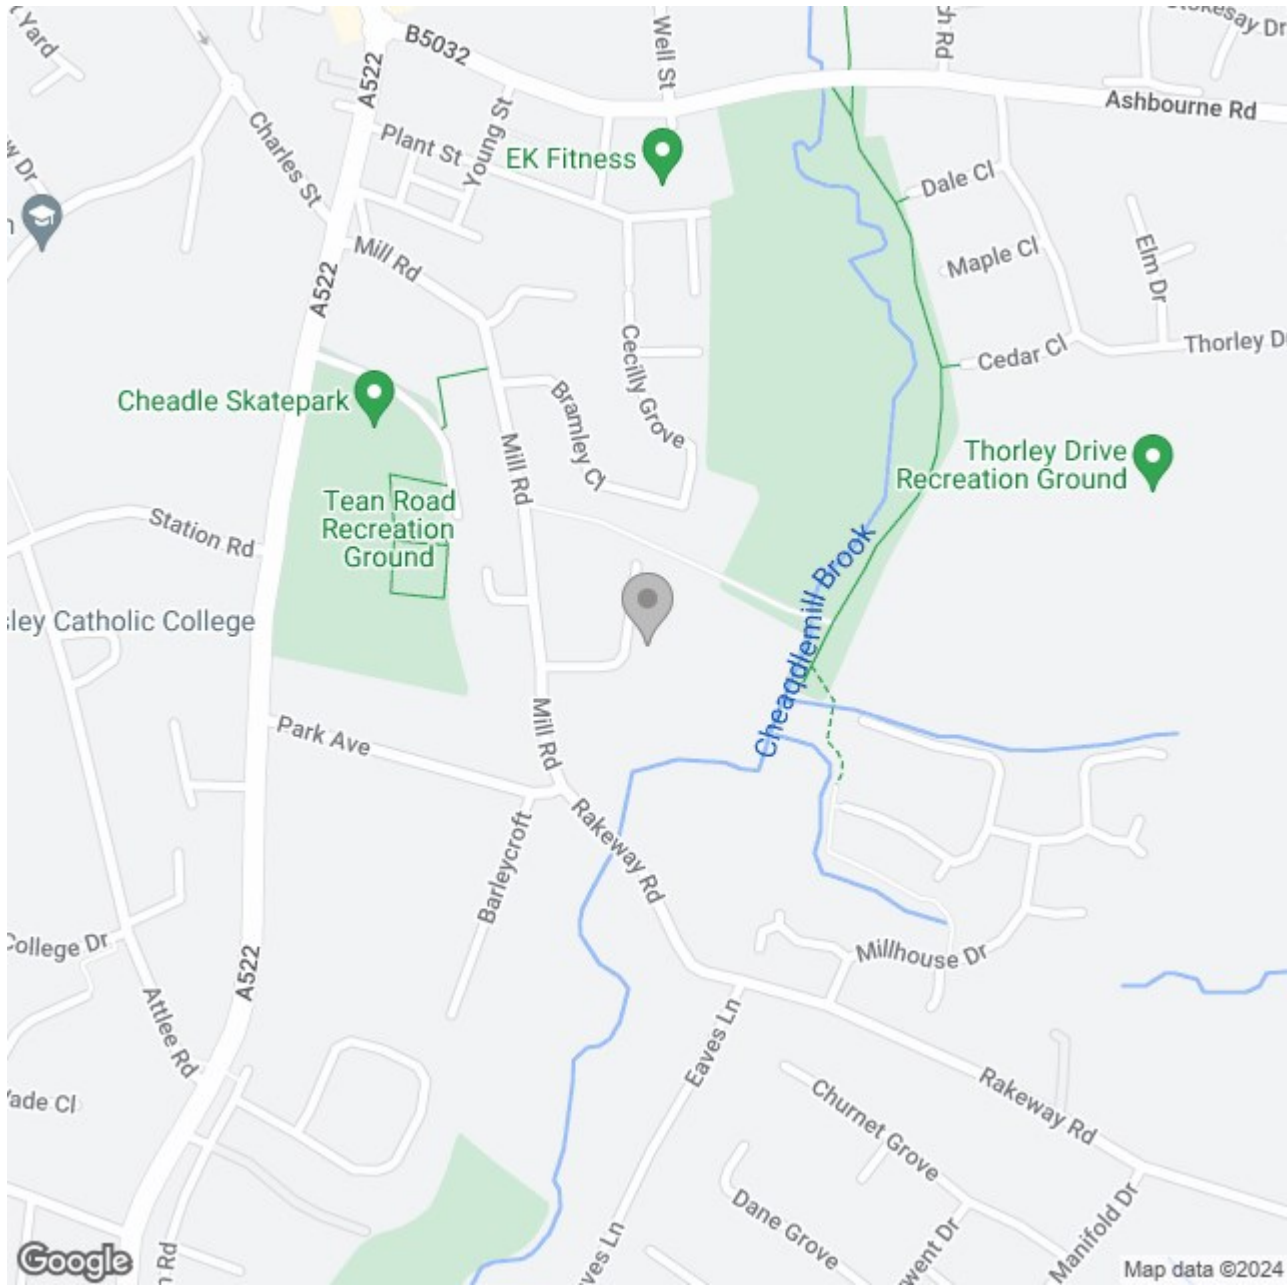 B5032
Well St
Ashbourne Rd
A522
Charles St
Plant St
Young St
EK Fitness
Dale Cl
Maple Cl
Elm Dr
Mill Rd
A522
Cecilly Grove
Cedar Cl
Cheadle Skatepark
Bramley Cl
Mill Rd
Thorley Drive
Recreation Ground
Tean Road
Recreation
Ground
Station Rd
Cheaqdlemill Brook
sley Catholic College
Park Ave
Mill Rd
Rakeway Rd
Barleycroft
College Dr
Millhouse Dr
A522
Attlee Rd
Eaves Ln
Rakeway Rd
Churnet Grove
Dane Grove
Manifold Dr
Google
Map data ©2024